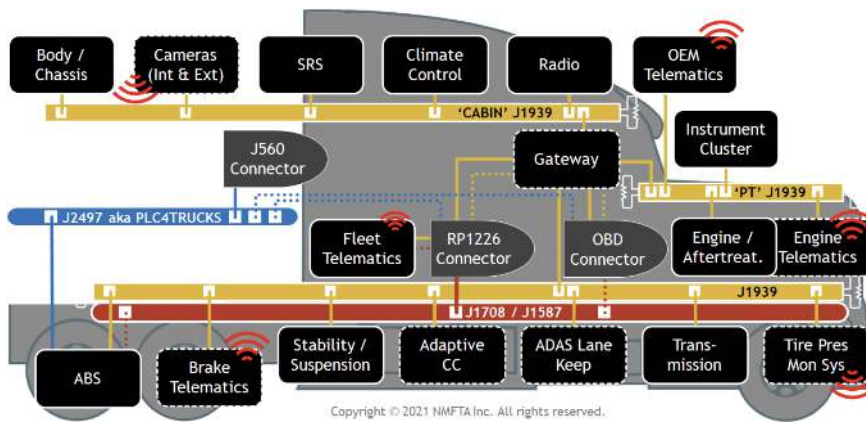 Body /
Chassis
Cameras
(Int & Ext)
SRS
Climate
Control
Radio
OEM
Telematics
'CABIN' J1939
J560
Connector
Gateway
Instrument
Cluster
'PT' J1939
J2497 aka PLC4TRUCKS
Fleet
Telematics
RP1226
Connector
OBD
Connector
Engine /
Aftertreat.
Engine
Telematics
J1939
J1708 / J1587
ABS
Brake
Telematics
Stability /
Suspension
Adaptive
CC
ADAS Lane
Keep
Trans-
mission
Tire Pres
Mon Sys
Copyright © 2021 NMFTA Inc. All rights reserved.